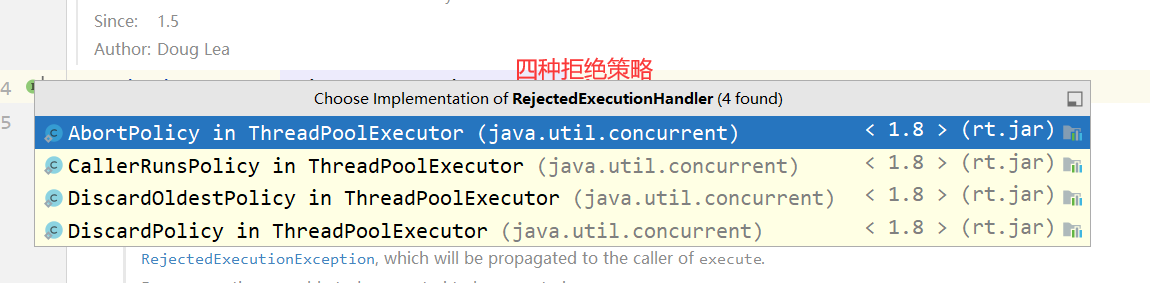 Since: 1.5
Author: Doug Lea
四种拒绝策略
4
Choose Implementation of RejectedExecutionHandler (4 found)
5
AbortPolicy in ThreadPoolExecutor (java.util.concurrent) < 1.8 > (rt.jar)
CallerRunsPolicy in ThreadPoolExecutor (java.util.concurrent) < 1.8 > (rt.jar)
DiscardOldestPolicy in ThreadPoolExecutor (java.util.concurrent) < 1.8 > (rt.jar)
DiscardPolicy in ThreadPoolExecutor (java.util.concurrent) < 1.8 > (rt.jar)
RejectedExecutionException, which will be propagated to the caller of execute.